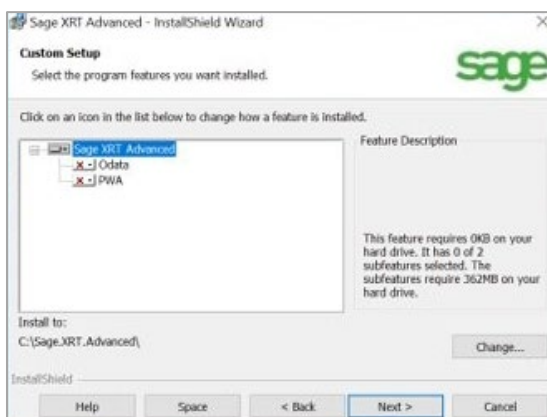 Sage XRT Advanced - InstallShield Wizard
Custom Setup
Select the program features you want installed.
sage
Click on an icon in the list below to change how a feature is installed.
Sage XRT Advanced
Odata
PWA
Feature Description
This feature requires 0KB on your
hard drive. It has 0 of 2
subfeatures selected. The
subfeatures require 362MB on your
hard drive.
Install to:
C:\Sage.XRT.Advanced\
Change...
InstallShield
Help
Space
< Back
Next >
Cancel